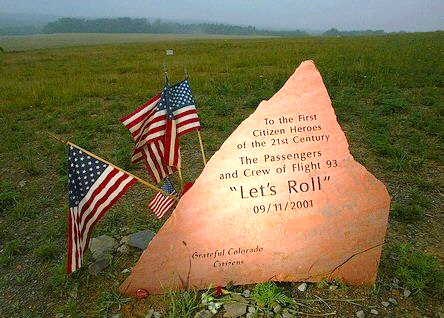 To the First
Citizen Heroes
of the 21st Century
The Passengers
and Crew of Flight 93
"Let's Roll"
09/11/2001
Grateful Colorado
Citizens